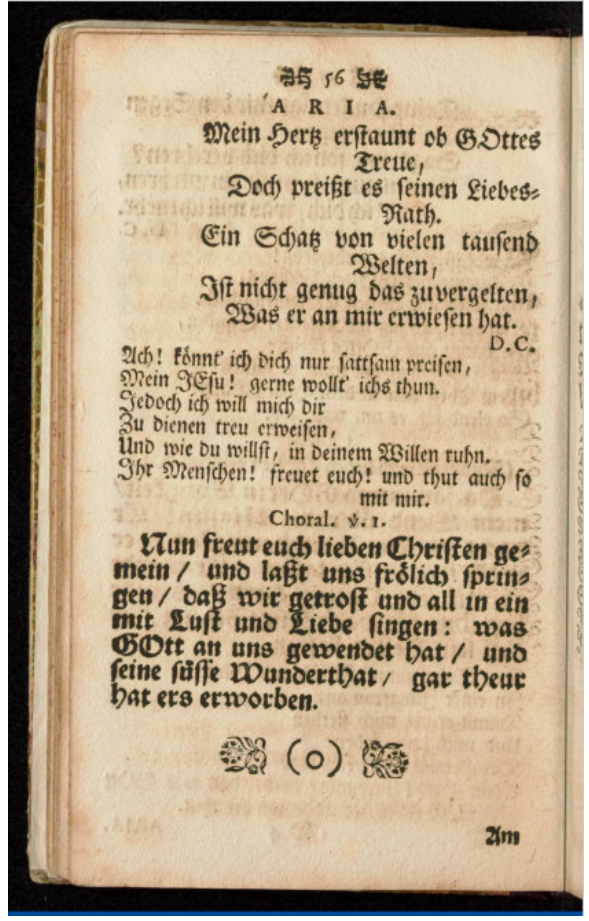 56
ARIA.
Mein Hertz erstaunt ob GOttes
Treue,
Doch preißt es seinen Liebes-
Rath.
Ein Schatz von vielen tausend
Welten,
Ist nicht genug das zuvergelten,
Was er an mir erwiesen hat.
D.C.
Ach! könnt' ich dich nur sattsam preisen,
Mein JEsu! gerne wollt' ichs thun.
Jedoch ich will mich dir
Zu dienen treu erweisen,
Und wie du willst, in deinem Willen ruhn.
Ihr Menschen! freuet euch! und thut auch so
mit mir.
Choral. v. 1.
Nun freut euch lieben Christen ge-
mein / und laßt uns frölich sprin-
gen / daß wir getrost und all in ein
mit Lust und Liebe singen: was
GOtt an uns gewendet hat / und
seine süsse Wunderthat / gar theur
hat ers erworben.
(o)
Am